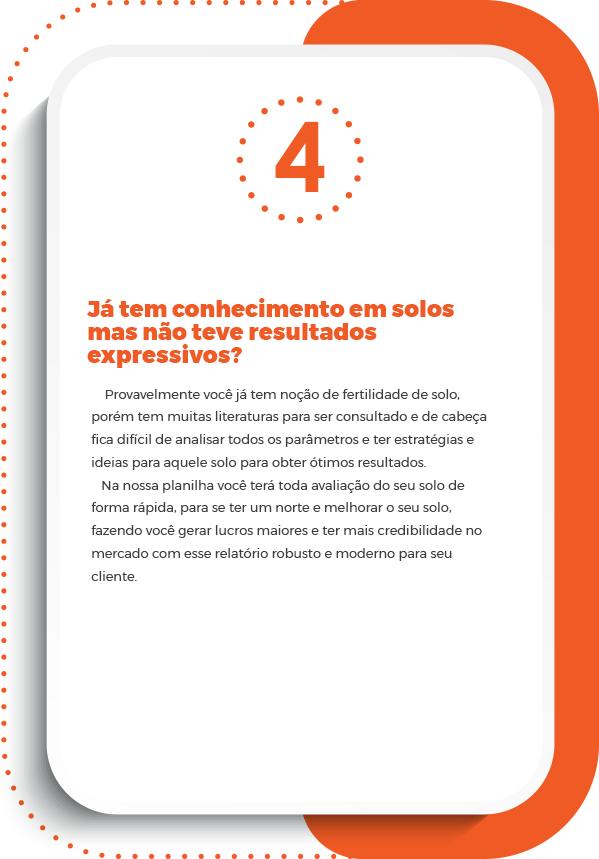 4
Já tem conhecimento em solos
mas não teve resultados
expressivos?
Provavelmente você já tem noção de fertilidade de solo,
porém tem muitas literaturas para ser consultado e de cabeça
fica difícil de analisar todos os parâmetros e ter estratégias e
ideias para aquele solo para obter ótimos resultados.
Na nossa planilha você terá toda avaliação do seu solo de
forma rápida, para se ter um norte e melhorar o seu solo,
fazendo você gerar lucros maiores e ter mais credibilidade no
mercado com esse relatório robusto e moderno para seu
cliente.